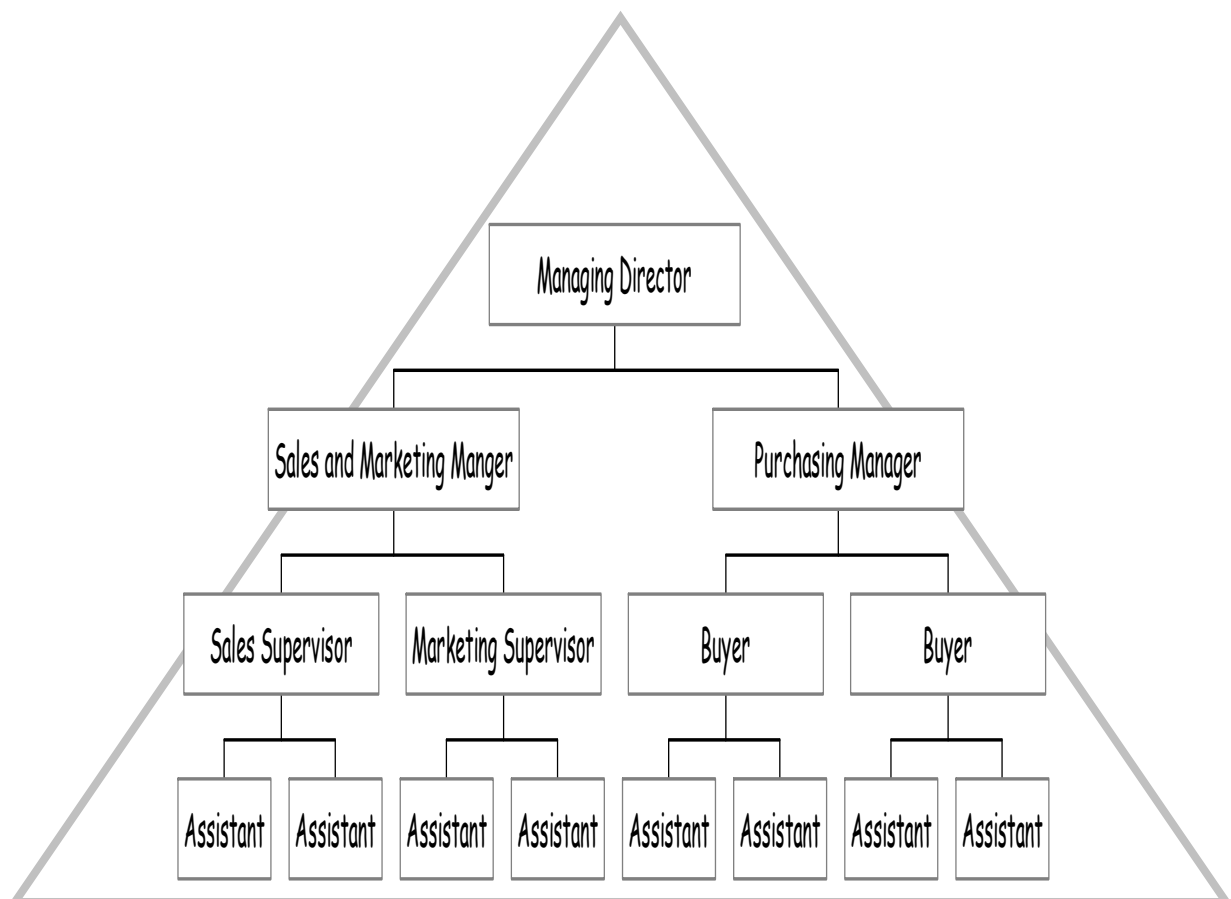 Managing Director
Sales and Marketing Manger
Purchasing Manager
Sales Supervisor
Marketing Supervisor
Buyer
Buyer
Assistant
Assistant
Assistant
Assistant
Assistant
Assistant
Assistant
Assistant